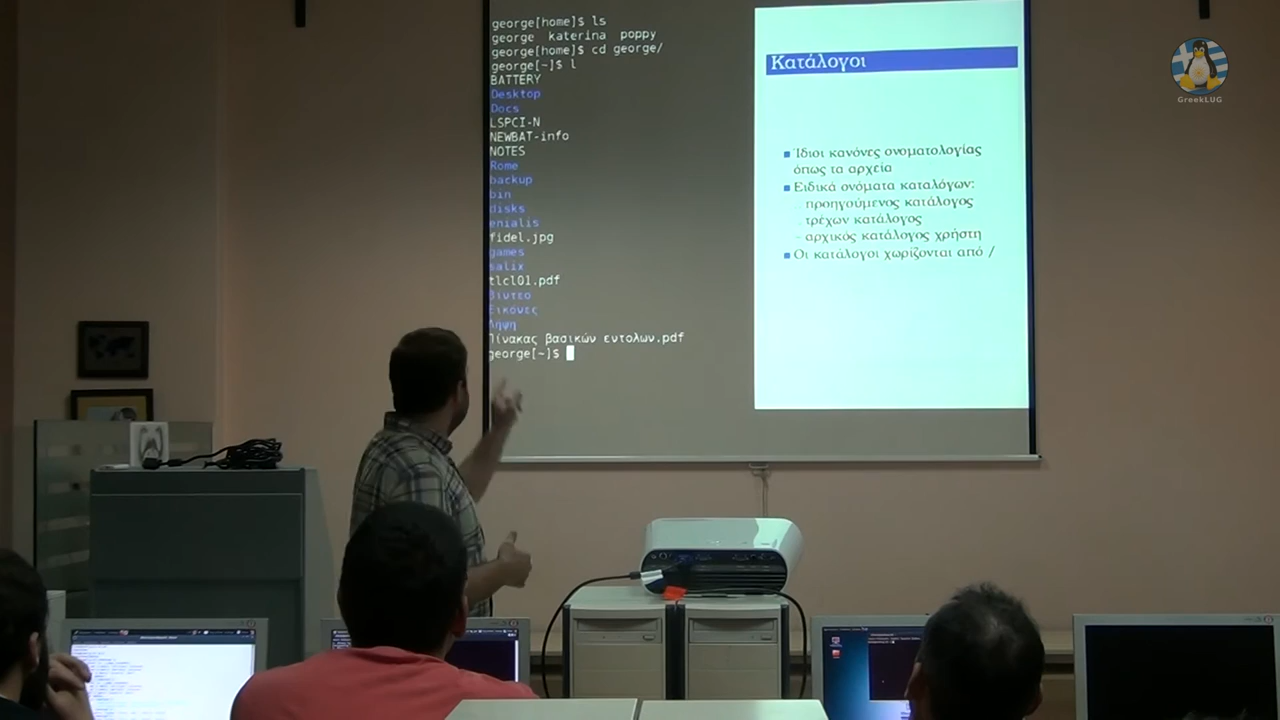 george[home]$ ls
george katerina poppy
george[home]$ cd george/
george[~]$ l
BATTERY
Desktop
Docs
LSPCI-N
NEWBAT-info
NOTES
Rome
backup
bin
disks
enialis
fidel.jpg
games
salix
tlcl01.pdf
Βιντεο
Εικόνες
Λήψη
Πίνακας βασικών εντολων.pdf
george[~]$
Κατάλογοι
Ίδιοι κανόνες ονοματολογίας
όπως τα αρχεία
Ειδικά ονόματα καταλόγων:
προηγούμενος κατάλογος
τρέχων κατάλογος
αρχικός κατάλογος χρήστη
Οι κατάλογοι χωρίζονται από /
GreekLUG